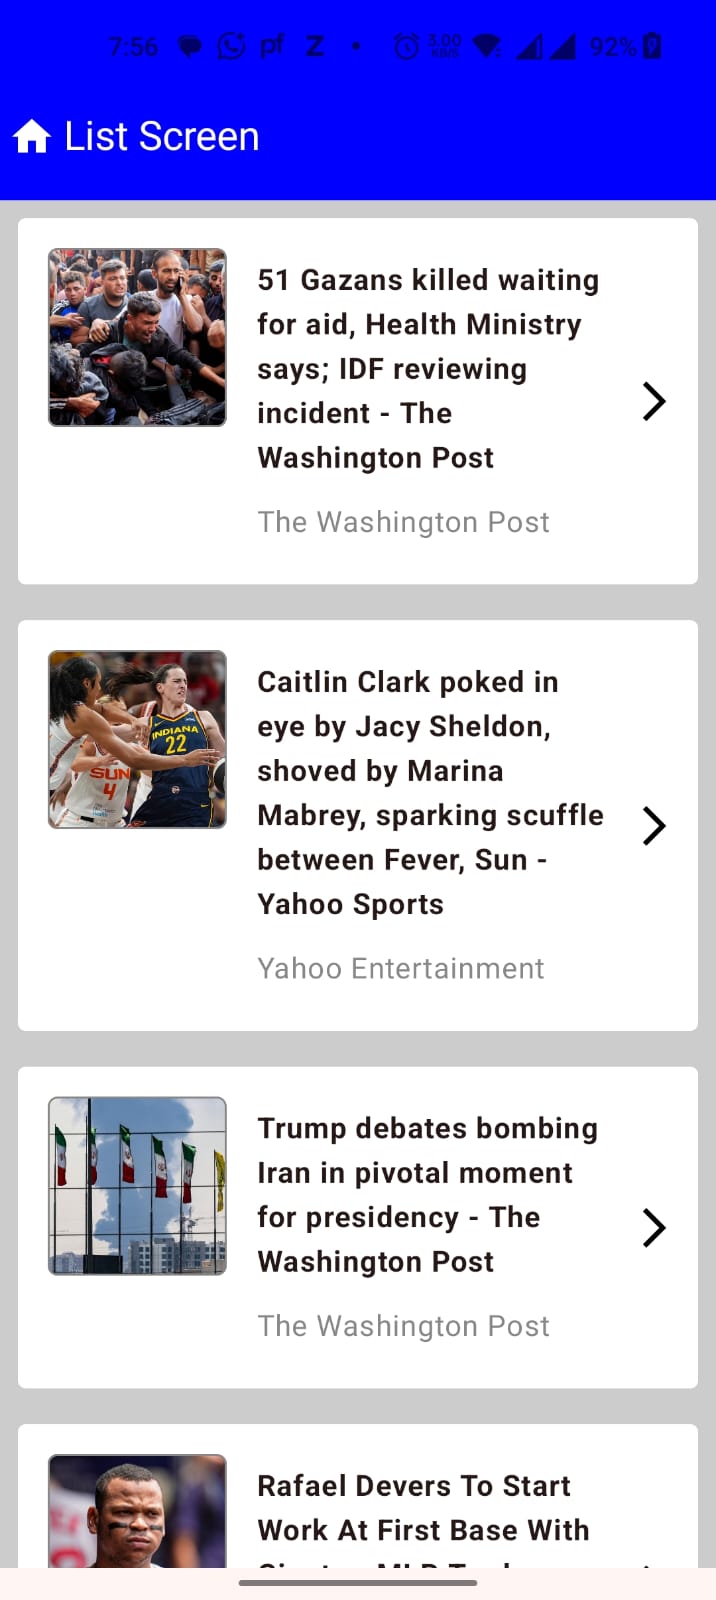 7:56 pf Z • 3.00 KB/S 92%
List Screen
51 Gazans killed waiting
for aid, Health Ministry
says; IDF reviewing
incident - The
Washington Post
The Washington Post
INDIANA
22
SUN
4
Caitlin Clark poked in
eye by Jacy Sheldon,
shoved by Marina
Mabrey, sparking scuffle
between Fever, Sun -
Yahoo Sports
Yahoo Entertainment
Trump debates bombing
Iran in pivotal moment
for presidency - The
Washington Post
The Washington Post
Rafael Devers To Start
Work At First Base With